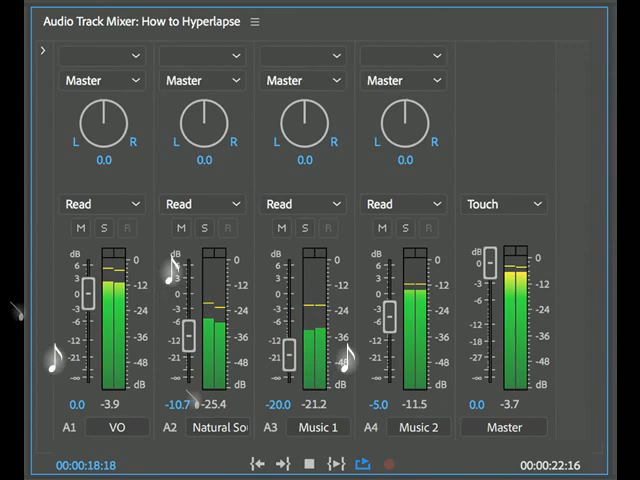 Audio Track Mixer: How to Hyperlapse
Master Master Master Master
L R L R L R L R
0.0 0.0 0.0 0.0
Read Read Read Read Touch
M S R M S R M S R M S R
dB 0 dB 0 dB 0 dB 0 dB 0
6 6 6 6 0
3 -12 3 -12 3 -12 3 -12 -3 -12
0 0 0 0 -6
-3 -24 -3 -24 -3 -24 -3 -24 -12 -24
-6 -36 -6 -36 -6 -36 -6 -36 -18 -36
-12 -12 -12 -12 -28
-21 -48 -21 -48 -21 -48 -21 -48 -37 -48
-∞ dB -∞ dB -∞ dB -∞ dB -∞ dB
0.0 -3.9 -10.7 -25.4 -20.0 -21.2 -5.0 -11.5 0.0 -3.7
A1 VO A2 Natural Sou A3 Music 1 A4 Music 2 Master
00:00:18:18 00:00:22:16